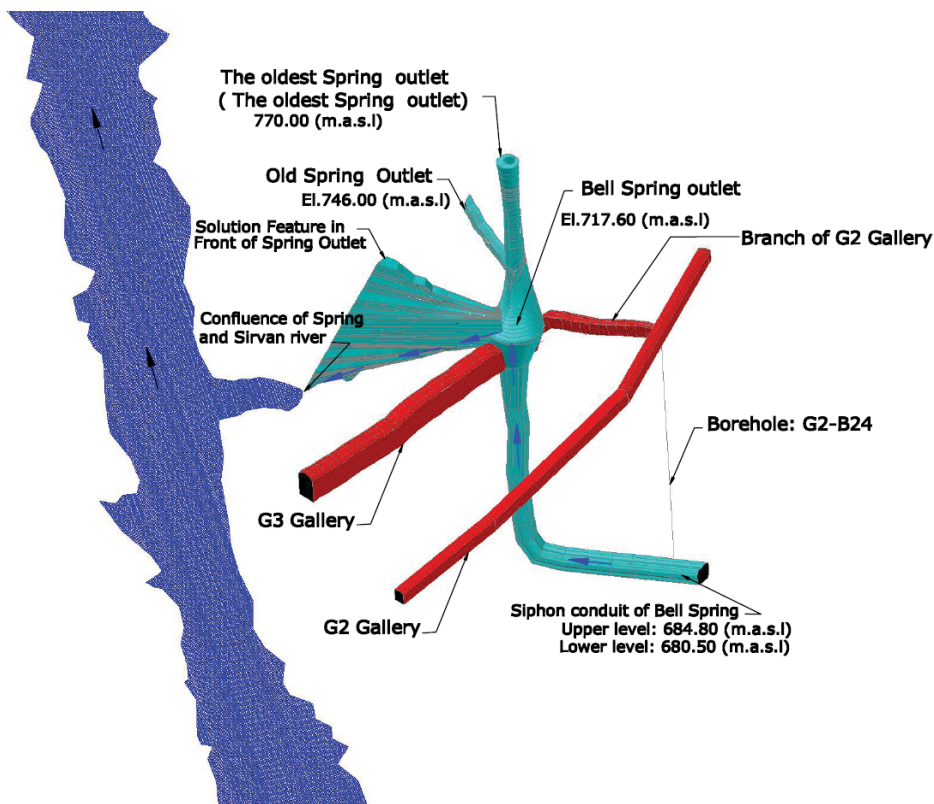 The oldest Spring outlet
( The oldest Spring outlet)
770.00 (m.a.s.l)
Old Spring Outlet
El.746.00 (m.a.s.l)
Bell Spring outlet
El.717.60 (m.a.s.l)
Solution Feature in
Front of Spring Outlet
Branch of G2 Gallery
Confluence of Spring
and Sirvan river
Borehole: G2-B24
G3 Gallery
G2 Gallery
Siphon conduit of Bell Spring
Upper level: 684.80 (m.a.s.l)
Lower level: 680.50 (m.a.s.l)